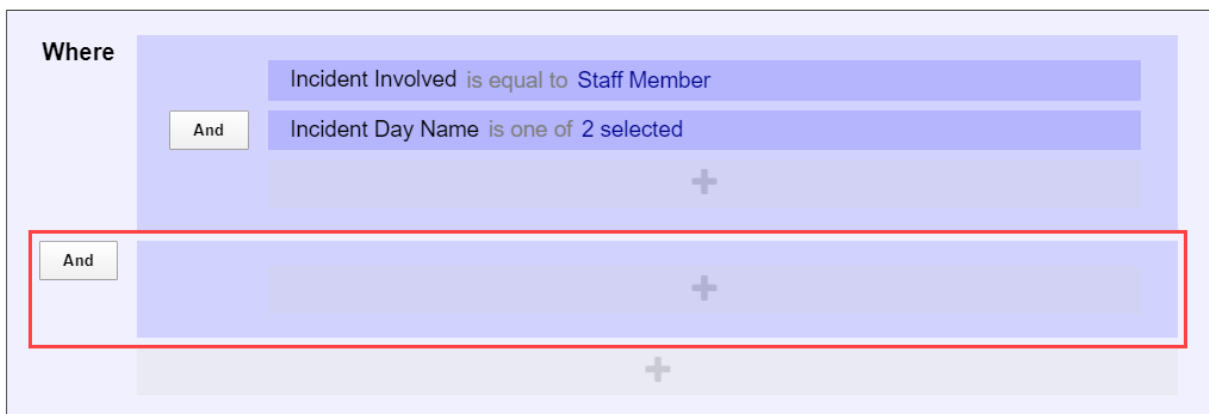 Where
Incident Involved is equal to Staff Member
And
Incident Day Name is one of 2 selected
And